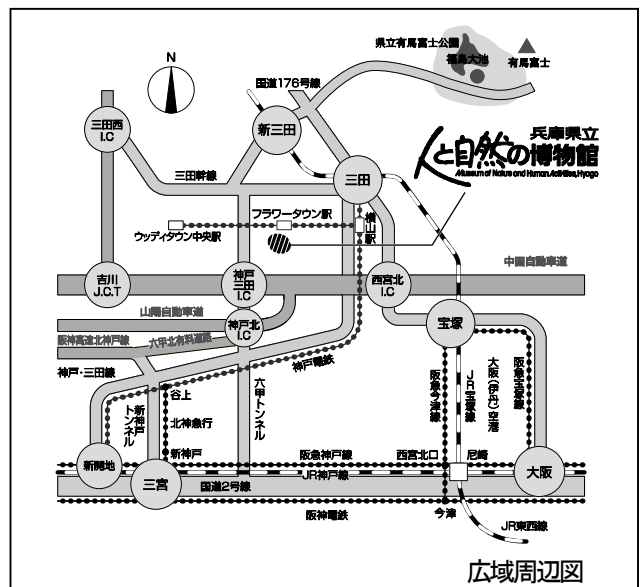 県立有馬富士公園
福島大池
有馬富士
N
国道176号線
三田西
I.C
新三田
兵庫県立
人と自然の博物館
Museum of Nature and Human Activities, Hyogo
三田幹線
三田
フラワータウン駅
ウッディタウン中央駅
横山駅
中国自動車道
吉川
J.C.T
神戸
三田
I.C
西宮北
I.C
山陽自動車道
神戸北
I.C
宝塚
阪神高速北神戸線
六甲北有料道路
神戸・三田線
神戸電鉄
新神戸
トンネル
谷上
北神急行
六甲トンネル
阪急今津線
JR宝塚線
大阪(伊丹)空港
阪急宝塚線
新開地
新神戸
阪急神戸線
西宮北口
尼崎
JR神戸線
三宮
国道2号線
大阪
阪神電鉄
今津
JR東西線
広域周辺図